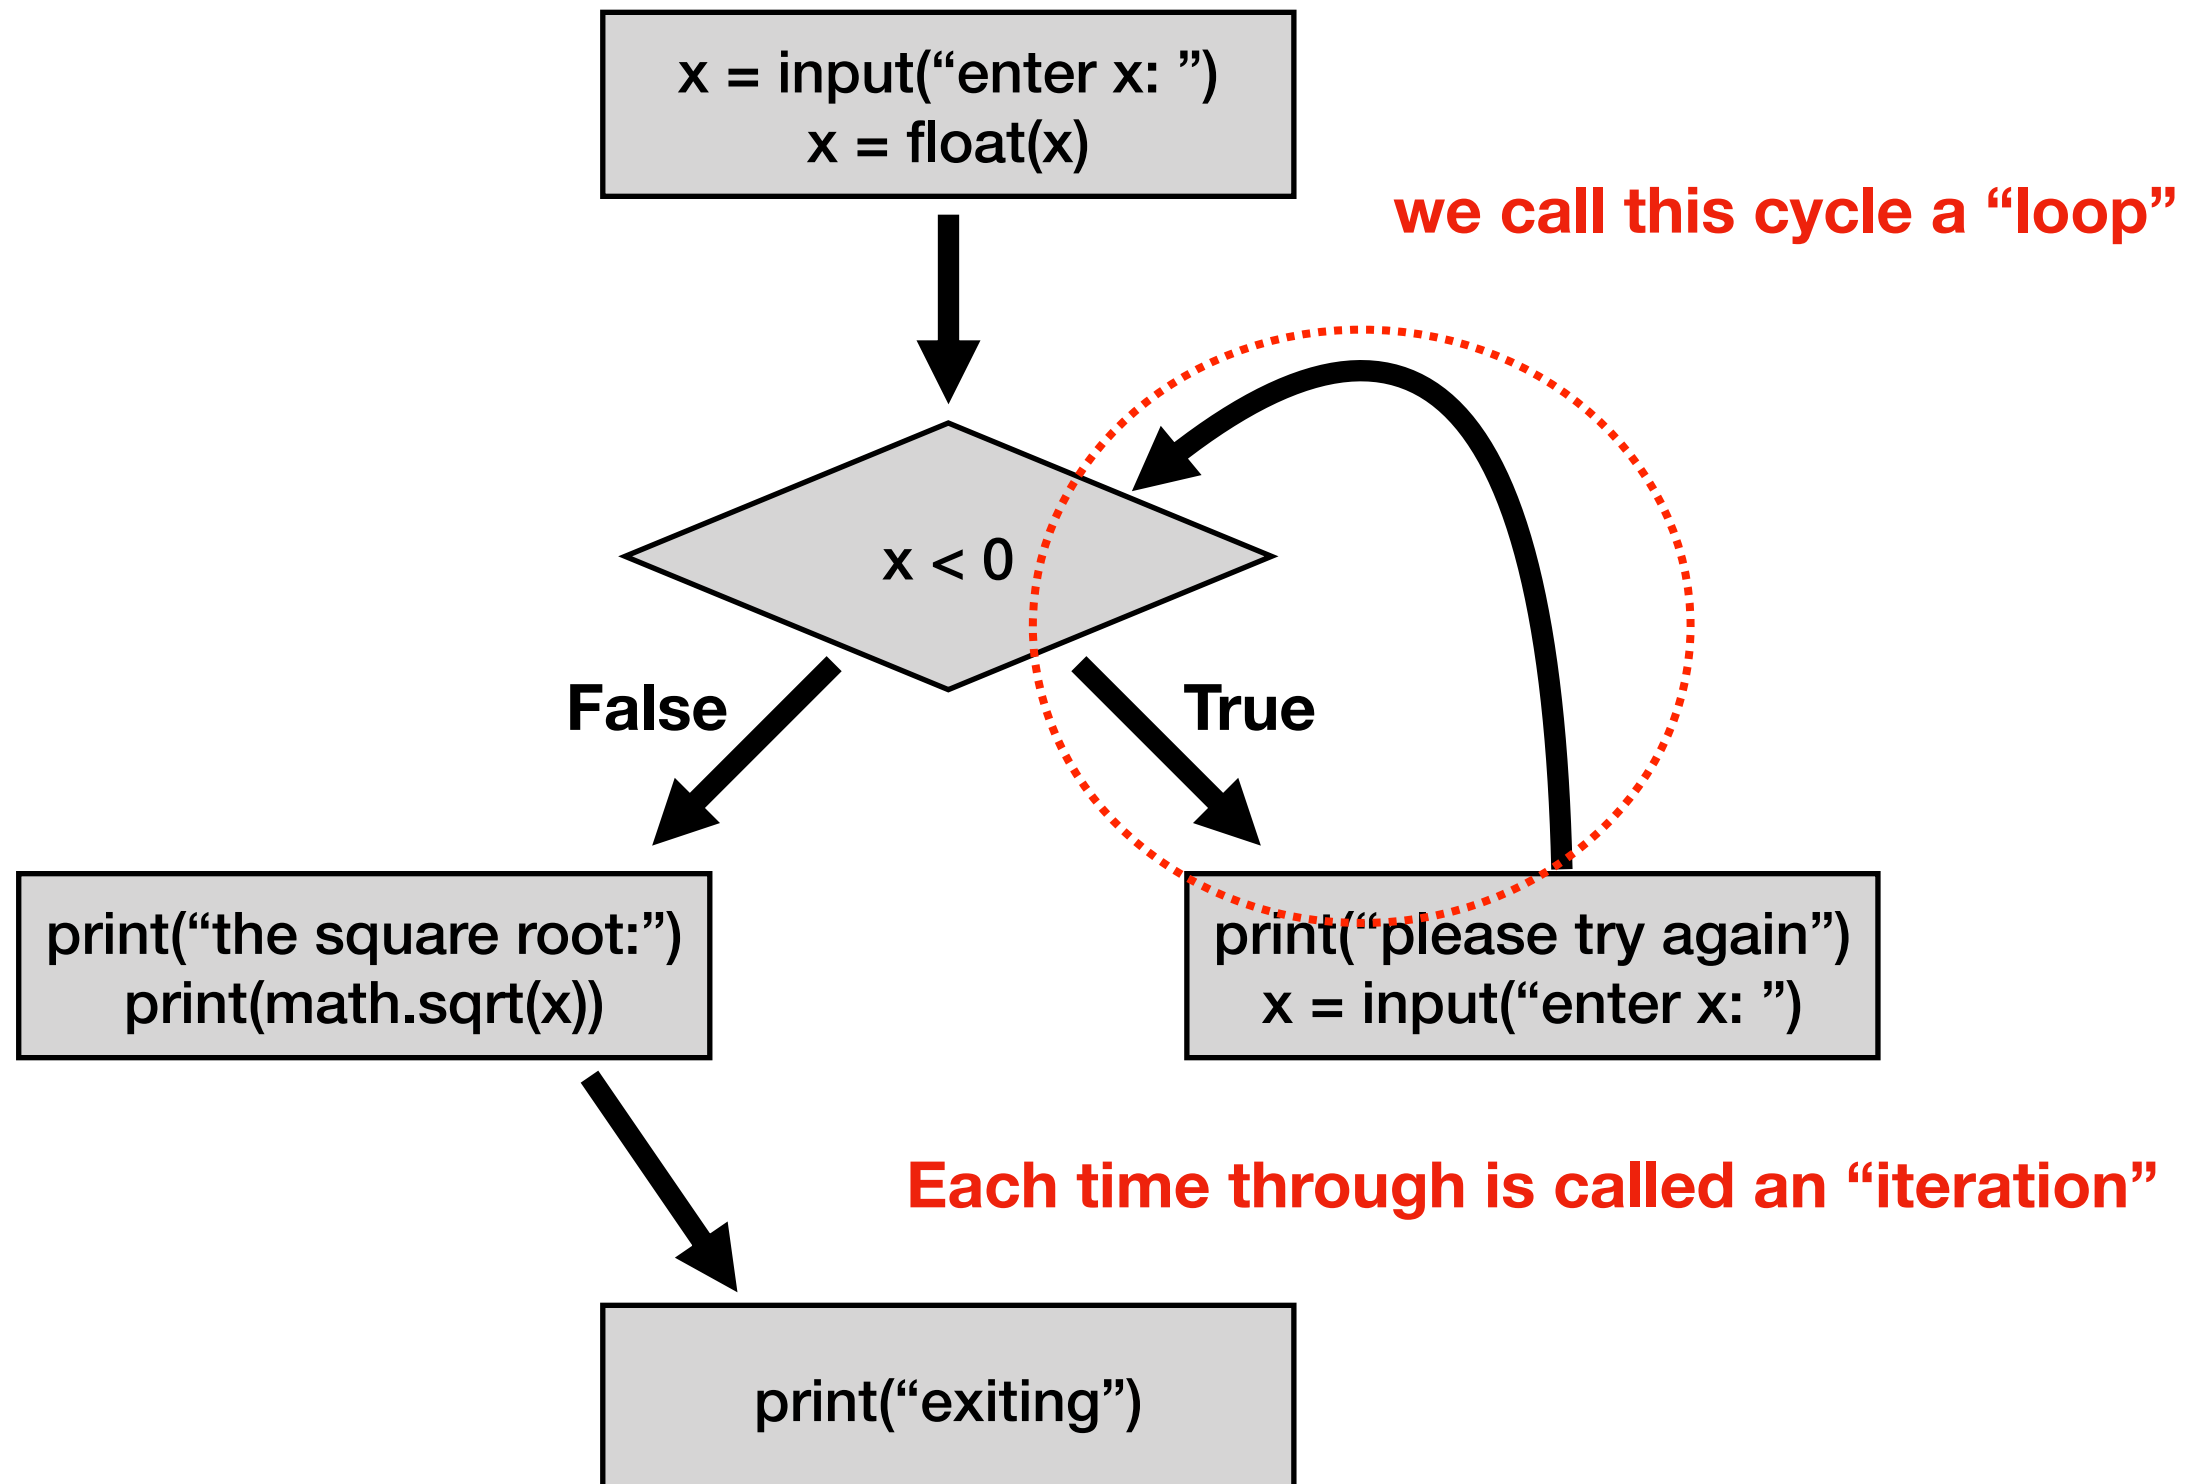 x = input(“enter x: ”)
x = float(x)
we call this cycle a “loop”
x < 0
False
True
print(“the square root:”)
print(math.sqrt(x))
print(“please try again”)
x = input(“enter x: ”)
Each time through is called an “iteration”
print(“exiting”)